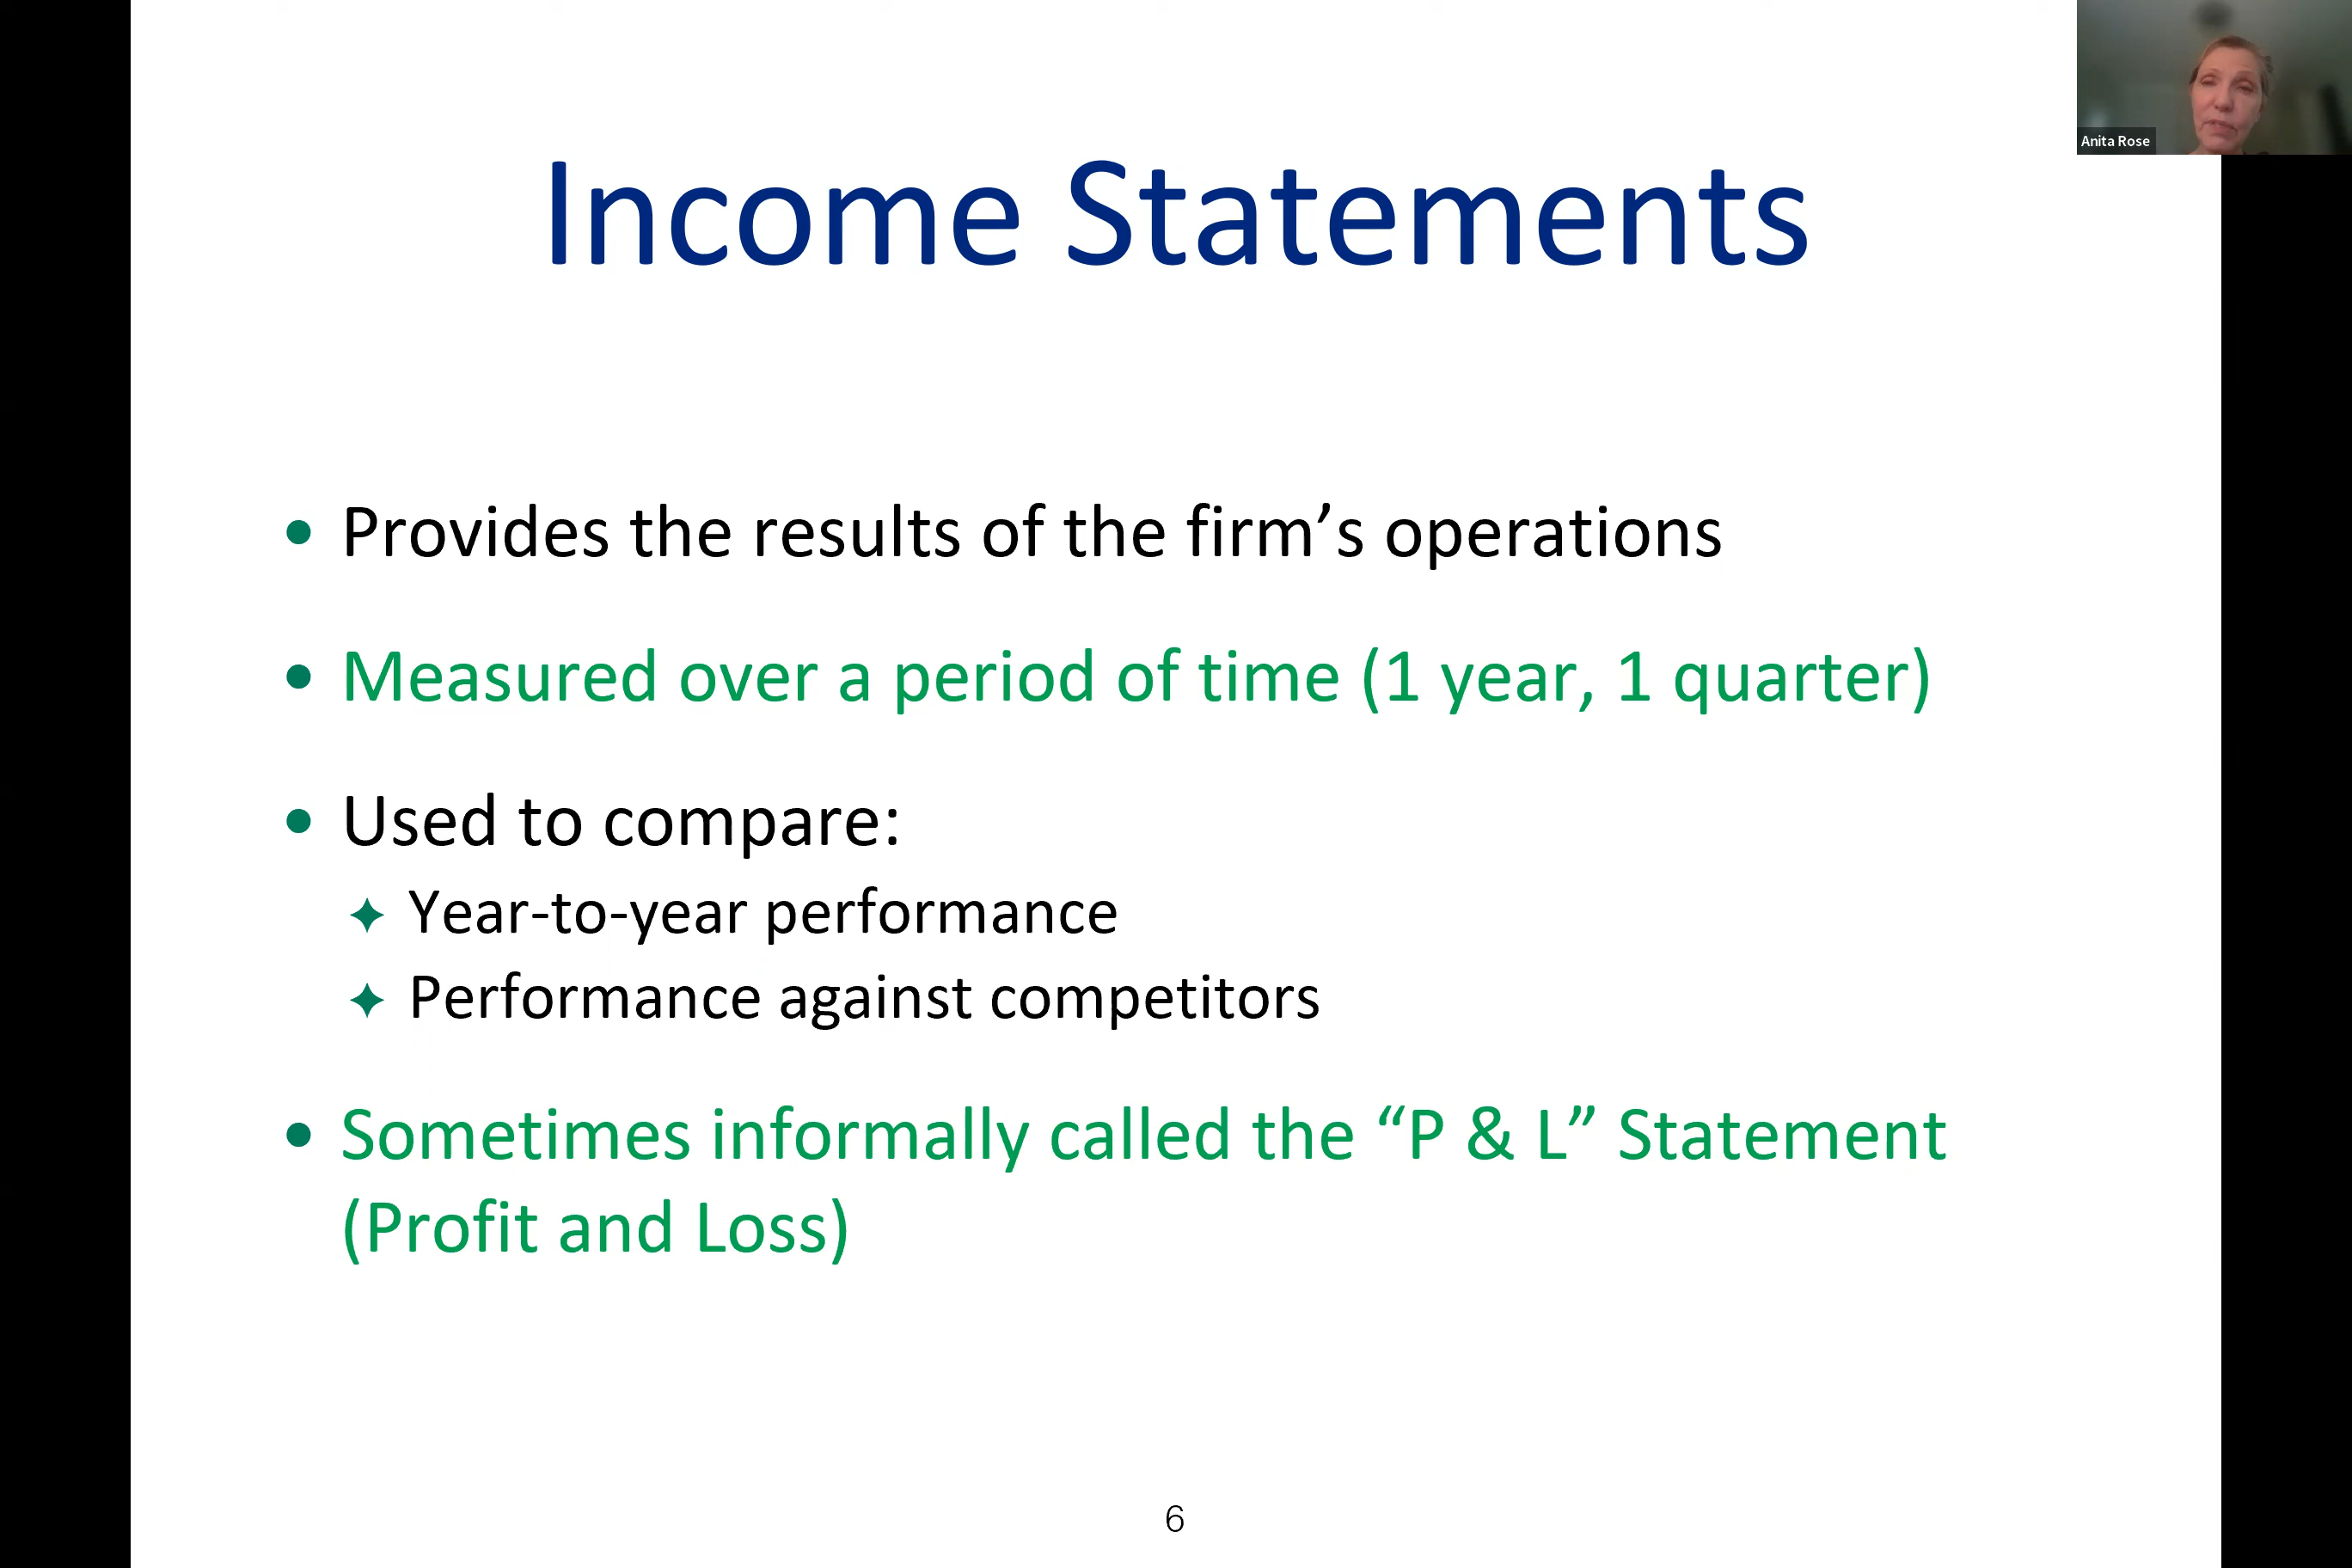 Anita Rose
Income Statements
• Provides the results of the firm’s operations
• Measured over a period of time (1 year, 1 quarter)
• Used to compare:
✦ Year-to-year performance
✦ Performance against competitors
• Sometimes informally called the “P & L” Statement
(Profit and Loss)
6